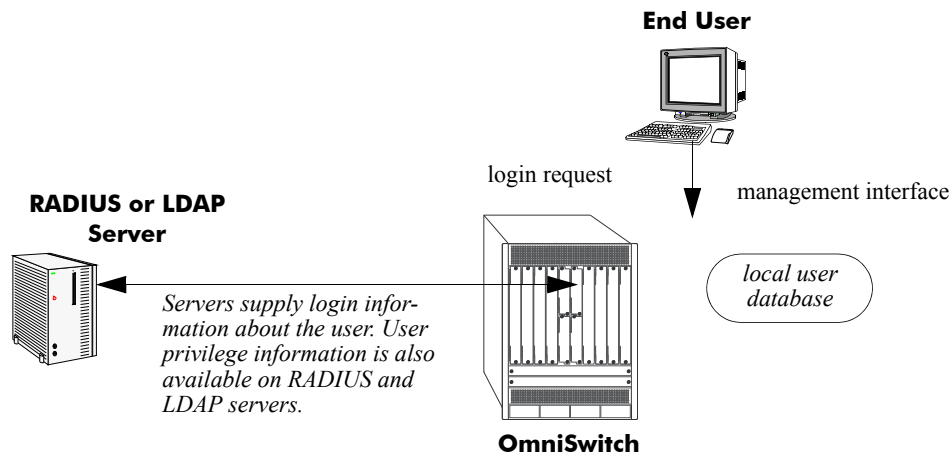 End User
login request
management interface
RADIUS or LDAP
Server
local user
database
Servers supply login infor-
mation about the user. User
privilege information is also
available on RADIUS and
LDAP servers.
OmniSwitch